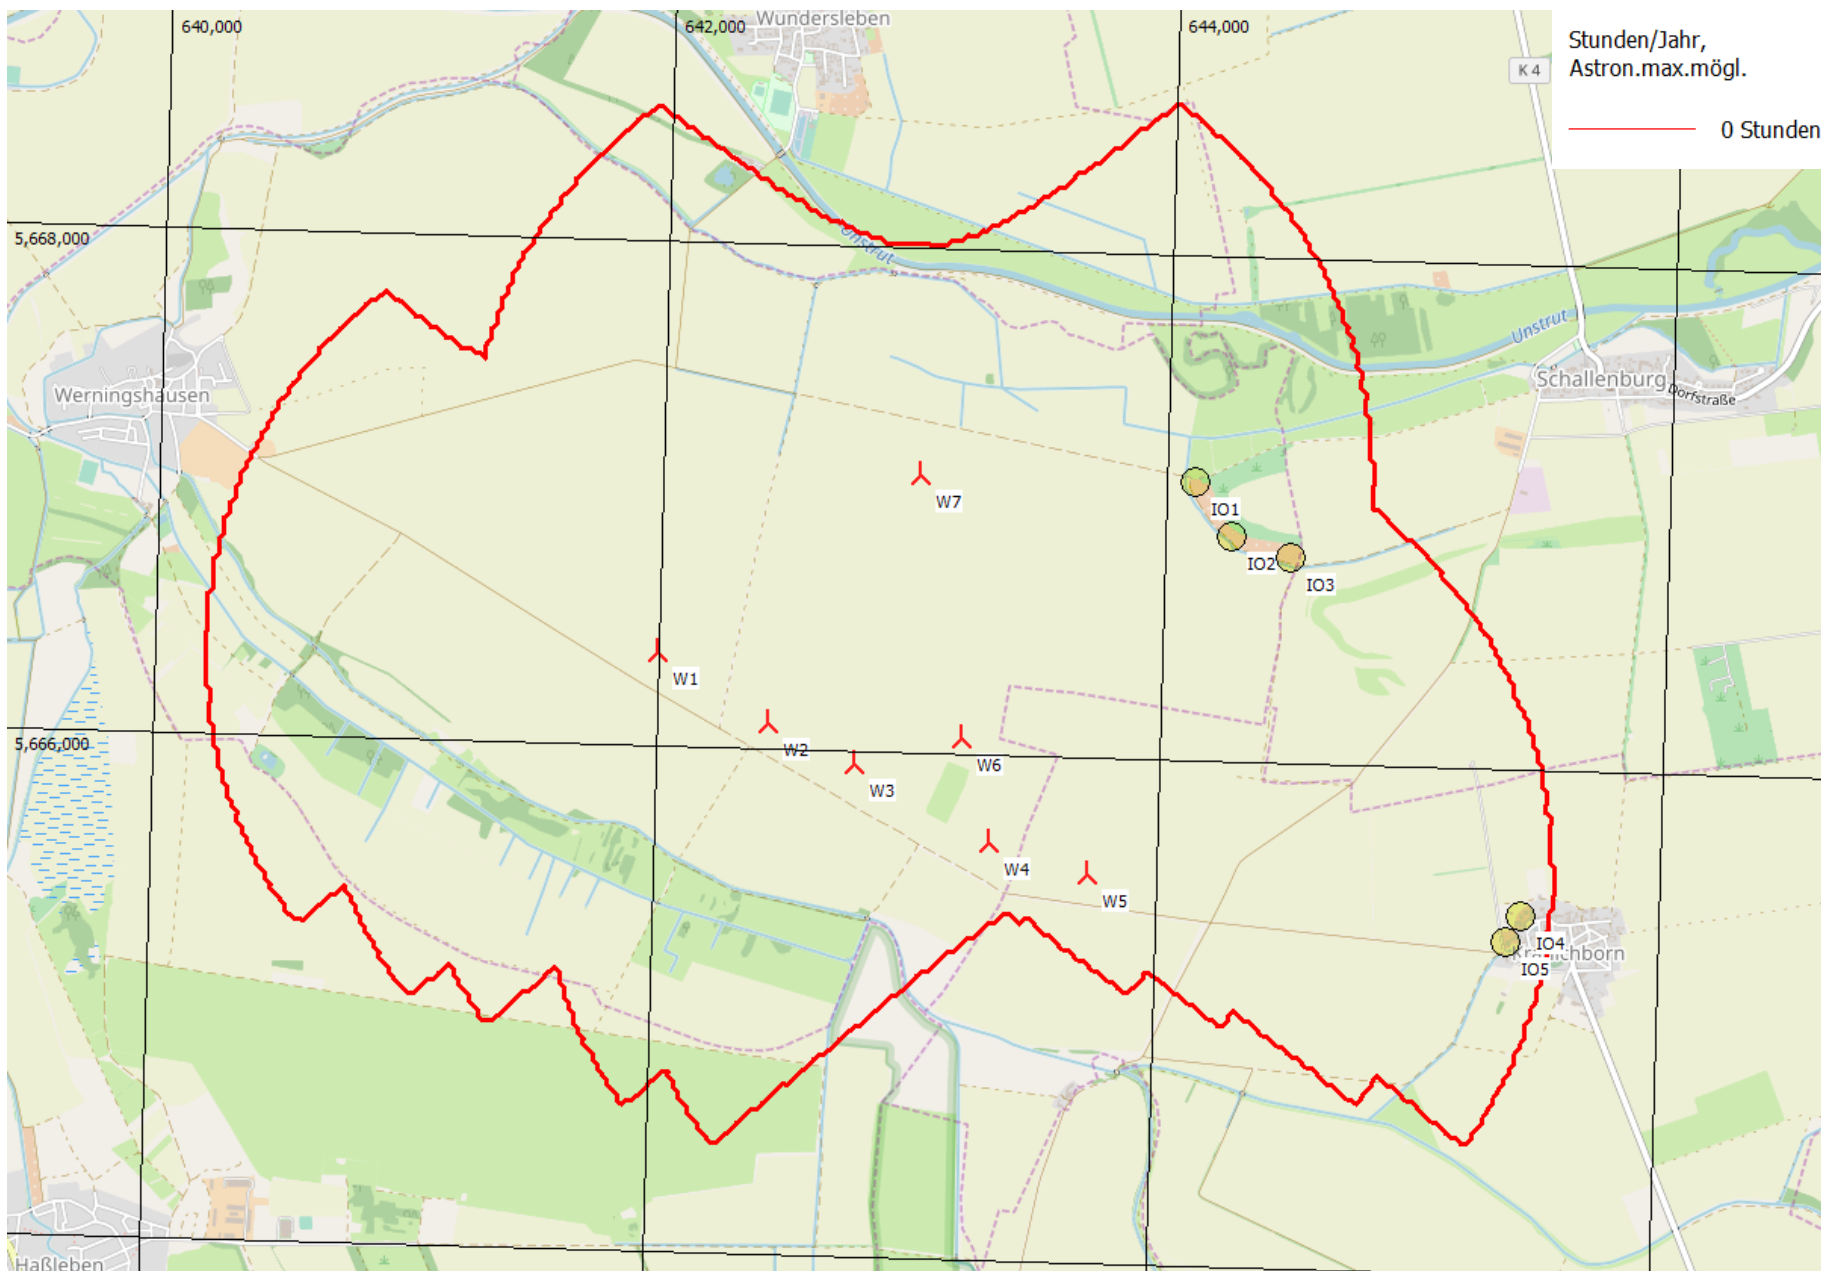 640,000
642,000
Wundersleben
644,000
Stunden/Jahr,
Astron.max.mögl.
0 Stunden
K 4
5,668,000
Unstrut
Unstrut
Werningshausen
Schallenburg
Dorfstraße
W7
IO1
IO2
IO3
W1
5,666,000
W2
W6
W3
W4
W5
IO4
IO5
Haßleben